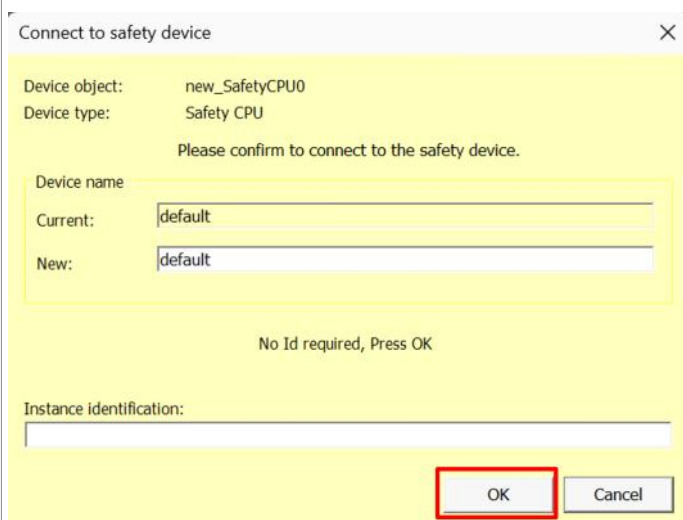 Connect to safety device
Device object: new_SafetyCPU0
Device type: Safety CPU
Please confirm to connect to the safety device.
Device name
Current: default
New: default
No Id required, Press OK
Instance identification:
OK Cancel